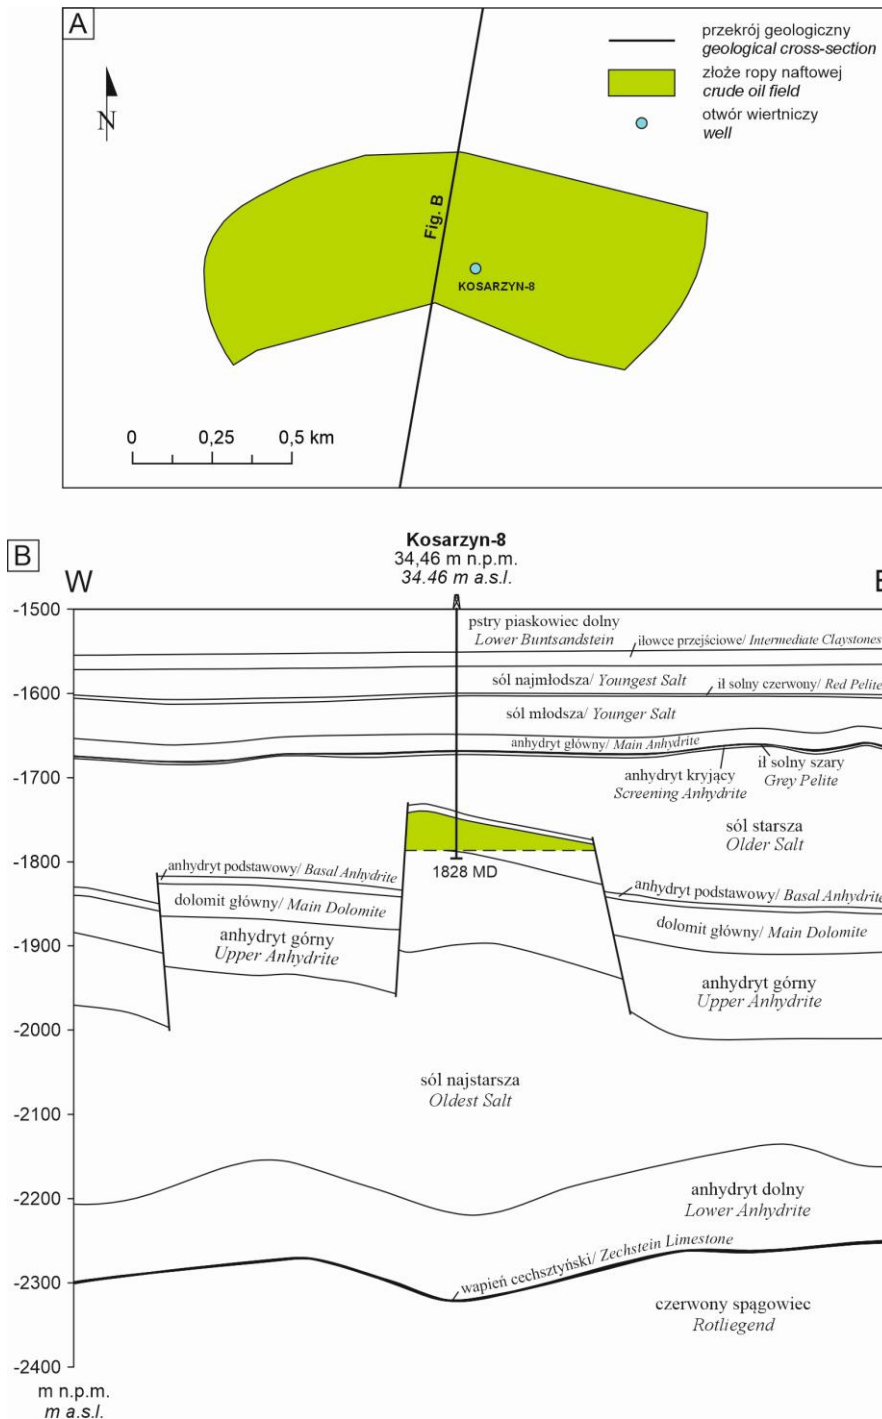 A
przekrój geologiczny
geological cross-section
złoże ropy naftowej
crude oil field
otwór wiertniczy
well
N
Fig. B
KOSARZYN-8
0 0,25 0,5 km
B
Kosarzyn-8
34,46 m n.p.m.
34.46 m a.s.l.
W E
-1500
pstry piaskowiec dolny
Lower Buntsandstein
iłowce przejściowe/ Intermediate Claystones
sól najmłodsza/ Youngest Salt
-1600
ił solny czerwony/ Red Pelite
sól młodsza/ Younger Salt
anhydryt główny/ Main Anhydrite
-1700
anhydryt kryjący
Screening Anhydrite
ił solny szary
Grey Pelite
sól starsza
Older Salt
-1800
1828 MD
anhydryt podstawowy/ Basal Anhydrite
anhydryt podstawowy/ Basal Anhydrite
dolomit główny/ Main Dolomite
dolomit główny/ Main Dolomite
-1900
anhydryt górny
Upper Anhydrite
anhydryt górny
Upper Anhydrite
-2000
sól najstarsza
Oldest Salt
-2100
anhydryt dolny
Lower Anhydrite
-2200
wapień cechsztyński/ Zechstein Limestone
-2300
czerwony spągowiec
Rotliegend
-2400
m n.p.m.
m a.s.l.